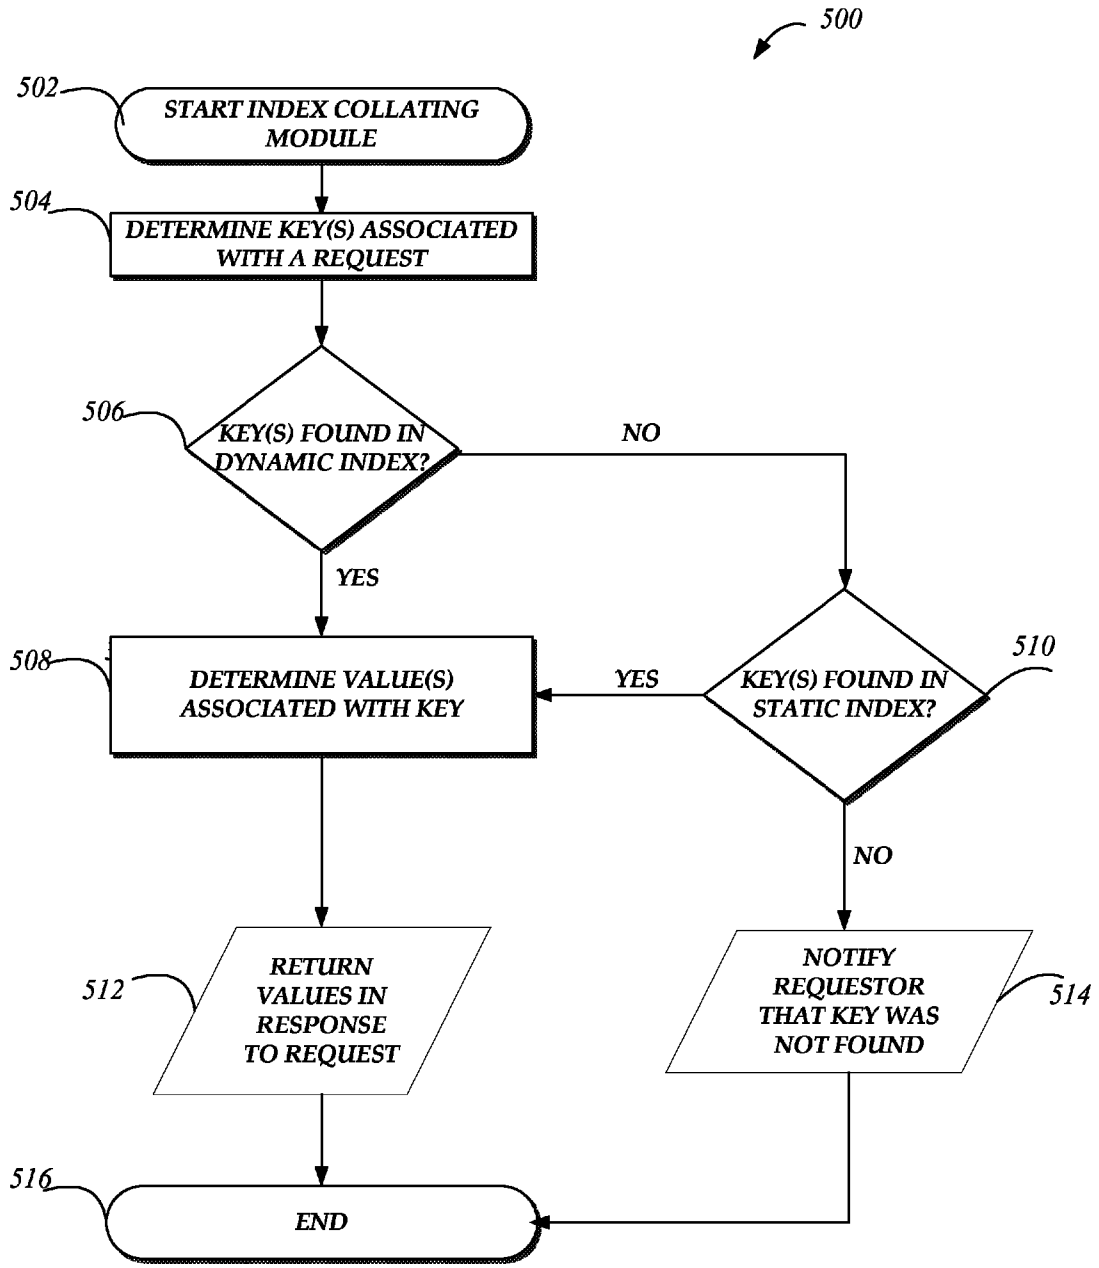 500
502
START INDEX COLLATING
MODULE
504
DETERMINE KEY(S) ASSOCIATED
WITH A REQUEST
506
KEY(S) FOUND IN
DYNAMIC INDEX?
NO
YES
508
DETERMINE VALUE(S)
ASSOCIATED WITH KEY
YES
510
KEY(S) FOUND IN
STATIC INDEX?
NO
512
RETURN
VALUES IN
RESPONSE
TO REQUEST
NOTIFY
REQUESTOR
THAT KEY WAS
NOT FOUND
514
516
END